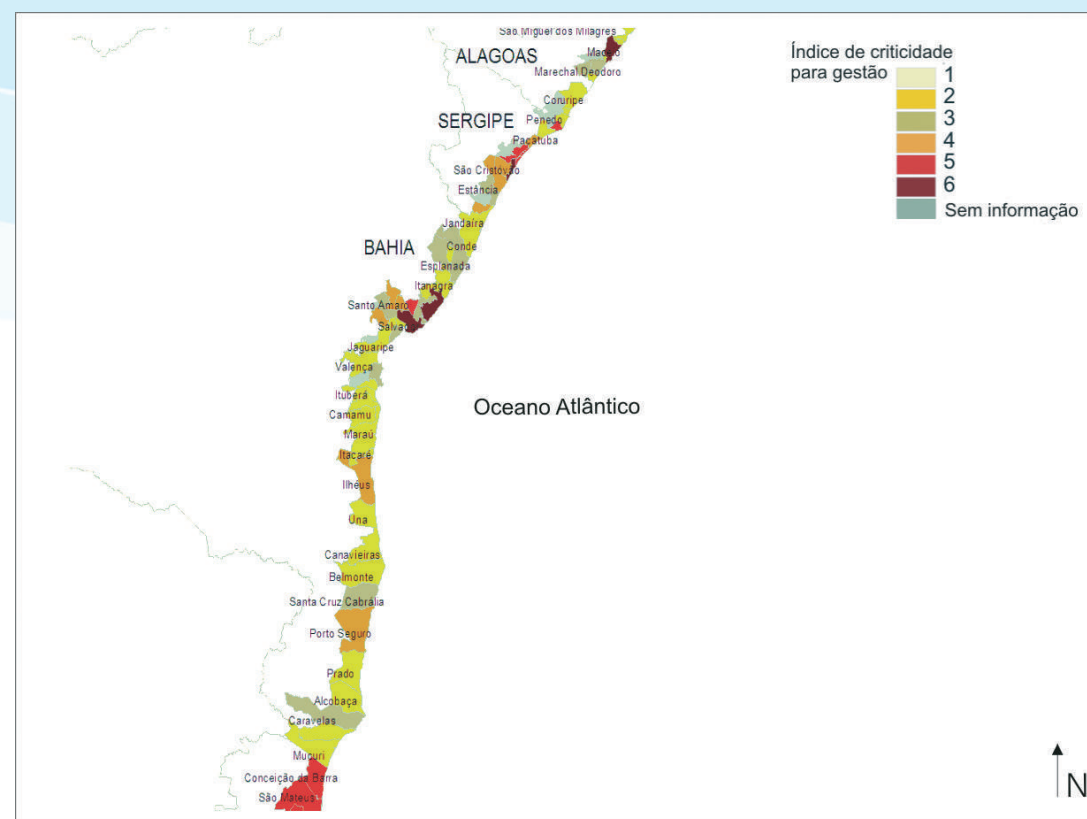 São Miguel dos Milagres
Maceió
ALAGOAS
Marechal Deodoro
Coruripe
Penedo
SERGIPE
Pacatuba
São Cristóvão
Estância
Jandaíra
BAHIA
Conde
Esplanada
Itanagra
Santo Amaro
Salvador
Jaguaripe
Valença
Ituberá
Camamu
Maraú
Itacaré
Ilhéus
Una
Canavieiras
Belmonte
Santa Cruz Cabrália
Porto Seguro
Prado
Alcobaça
Caravelas
Mucuri
Conceição da Barra
São Mateus
Oceano Atlântico
Índice de criticidade
para gestão
1
2
3
4
5
6
Sem informação
N